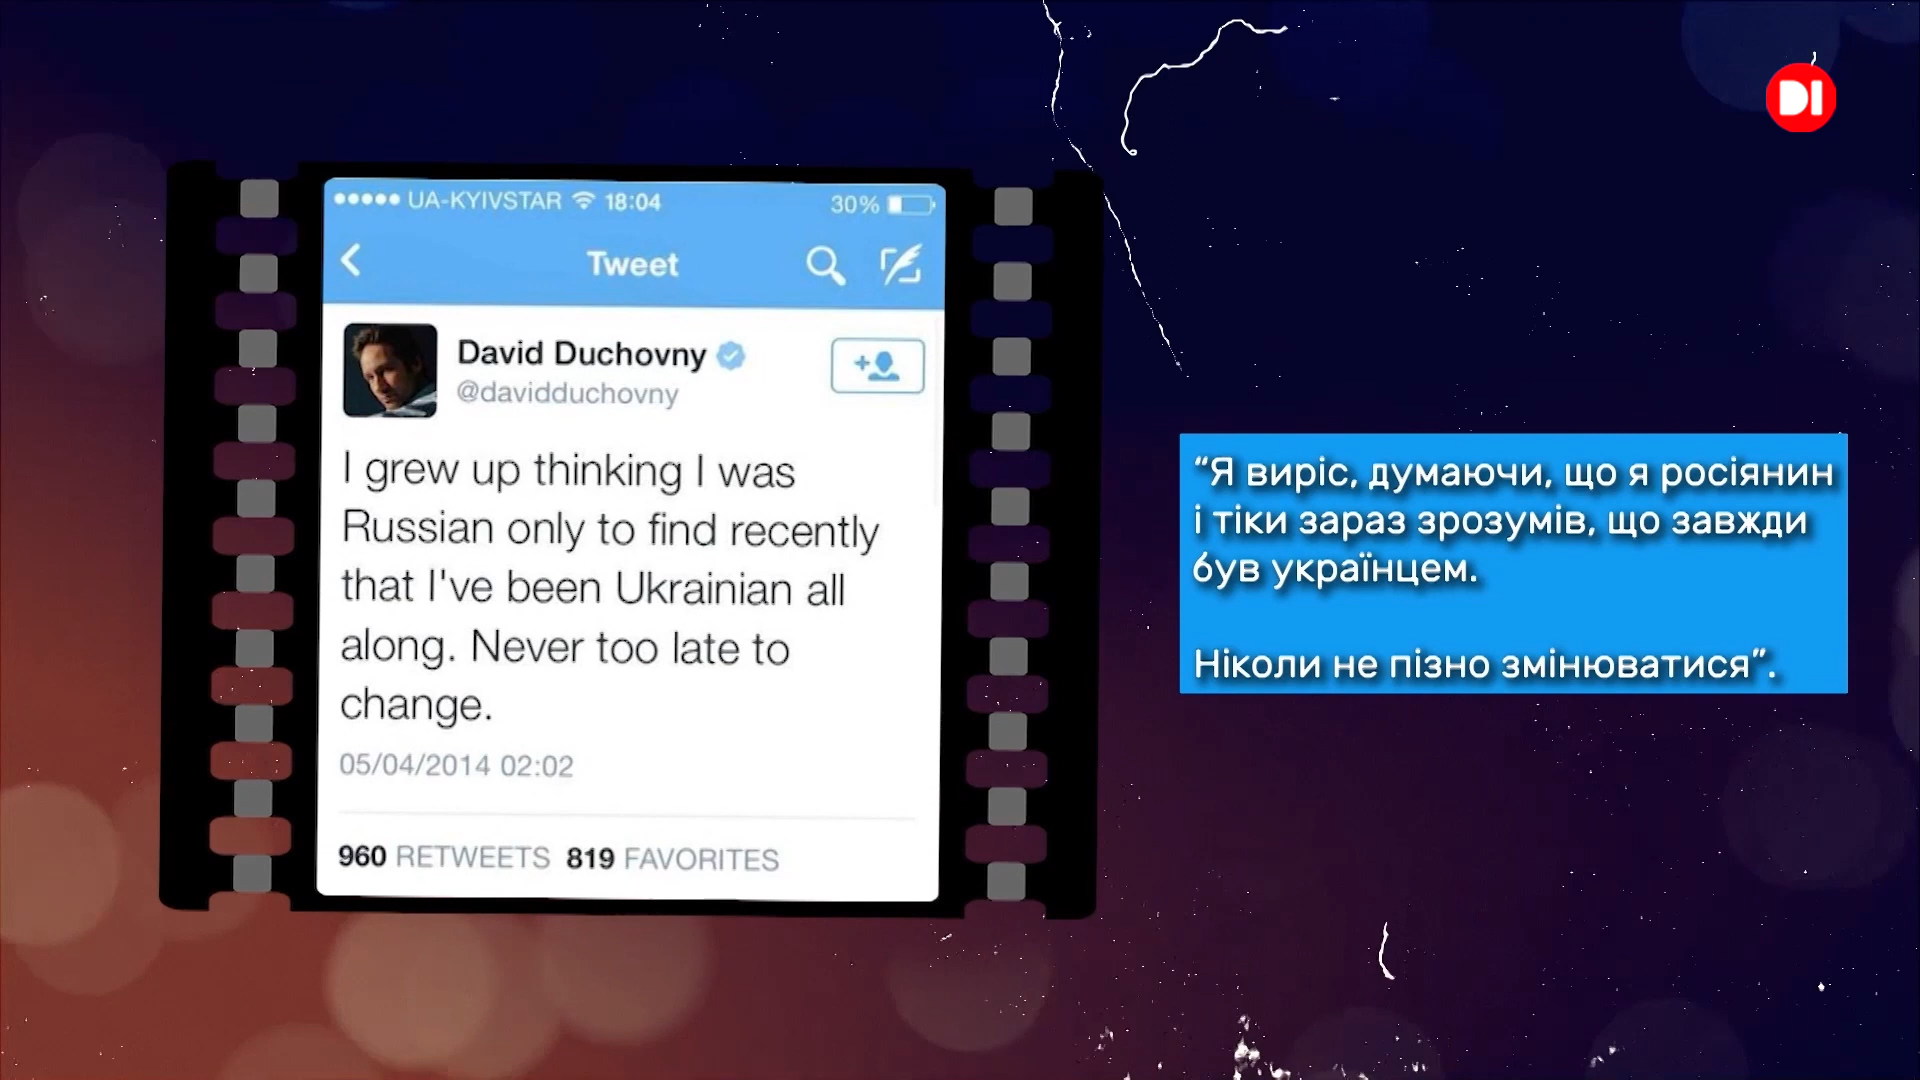 DI
UA-KYIVSTAR 18:04 30%
Tweet
David Duchovny
@davidduchovny
I grew up thinking I was
Russian only to find recently
that I've been Ukrainian all
along. Never too late to
change.
05/04/2014 02:02
960 RETWEETS 819 FAVORITES
“Я виріс, думаючи, що я росіянин
і тіки зараз зрозумів, що завжди
був українцем.
Ніколи не пізно змінюватися”.